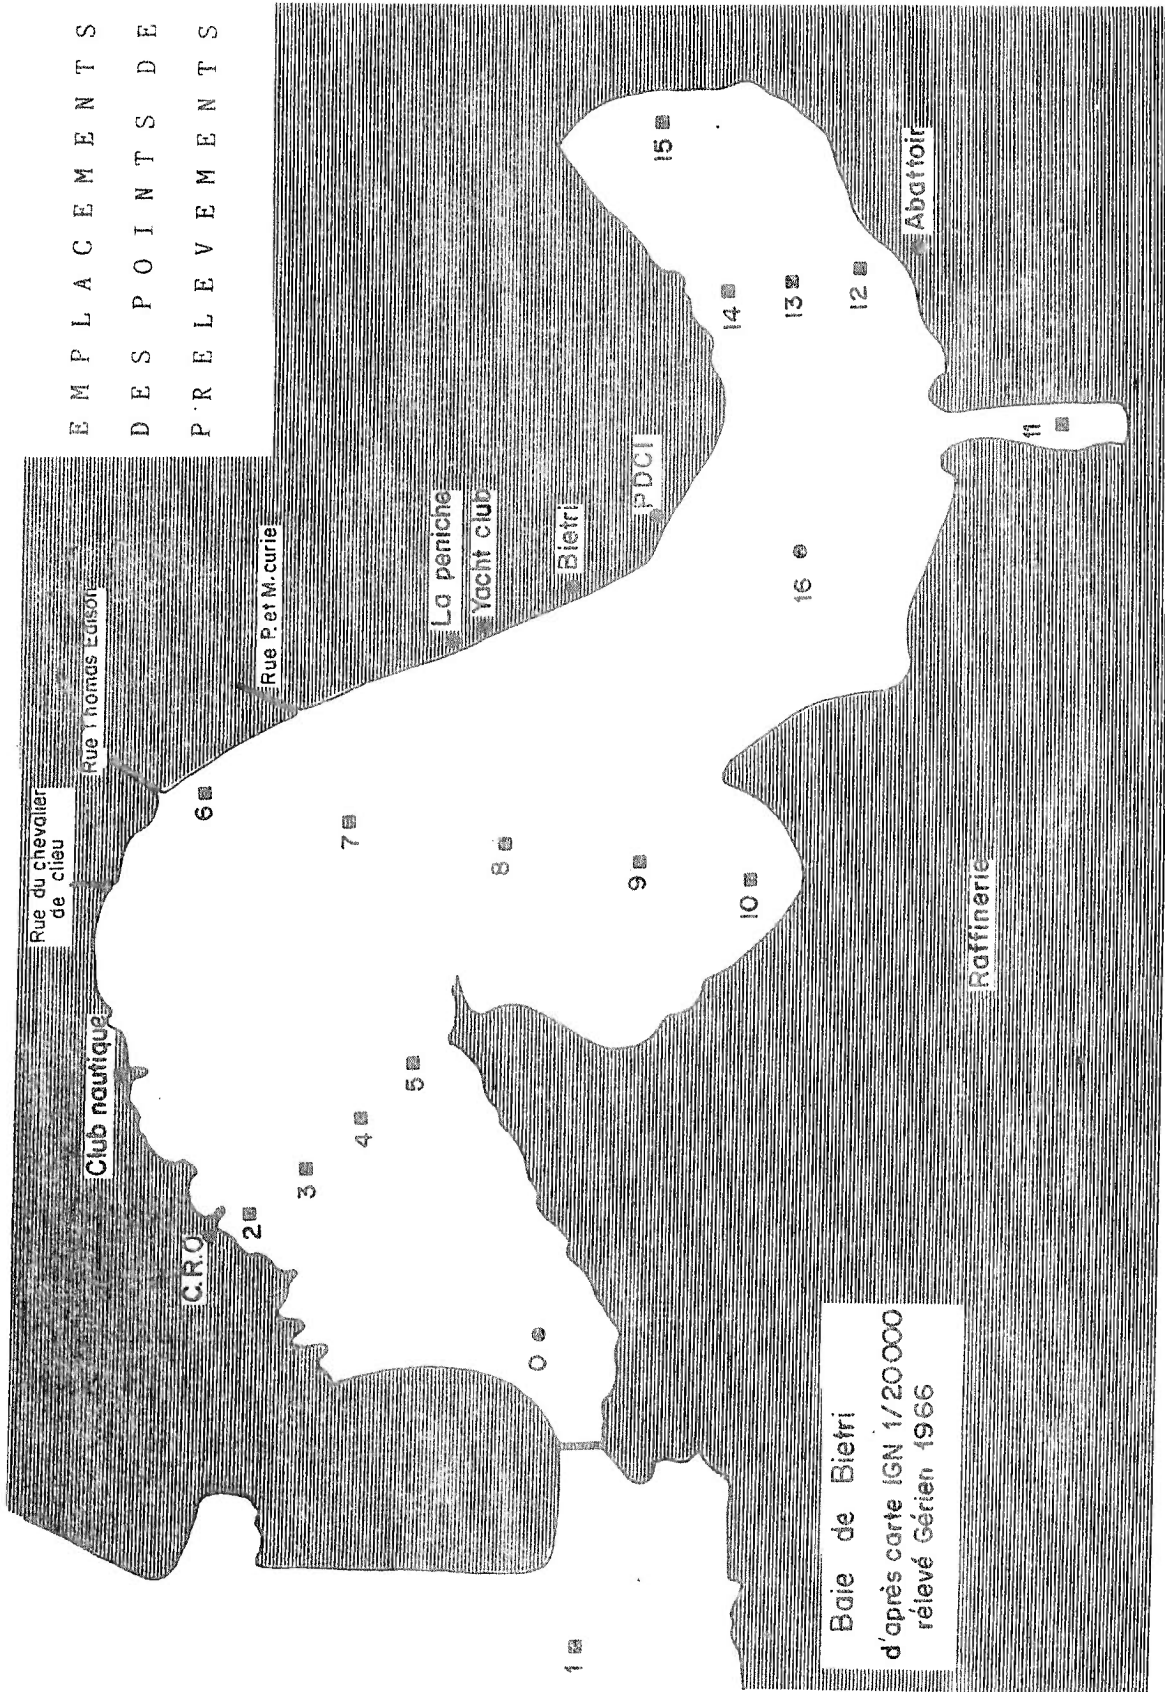 EMPLACEMENTS
DES POINTS DE
PRELEVEMENTS
Rue du chevalier
de clieu
Rue Thomas Edison
Rue P. et M. curie
Club nautique
C.R.O
La peniche
Yacht club
Bietri
PDCI
Abattoir
Raffinerie
0
1
2
3
4
5
6
7
8
9
10
11
12
13
14
15
16
Baie de Bietri
d'après carte IGN 1/20000
rélevé Gérien 1966